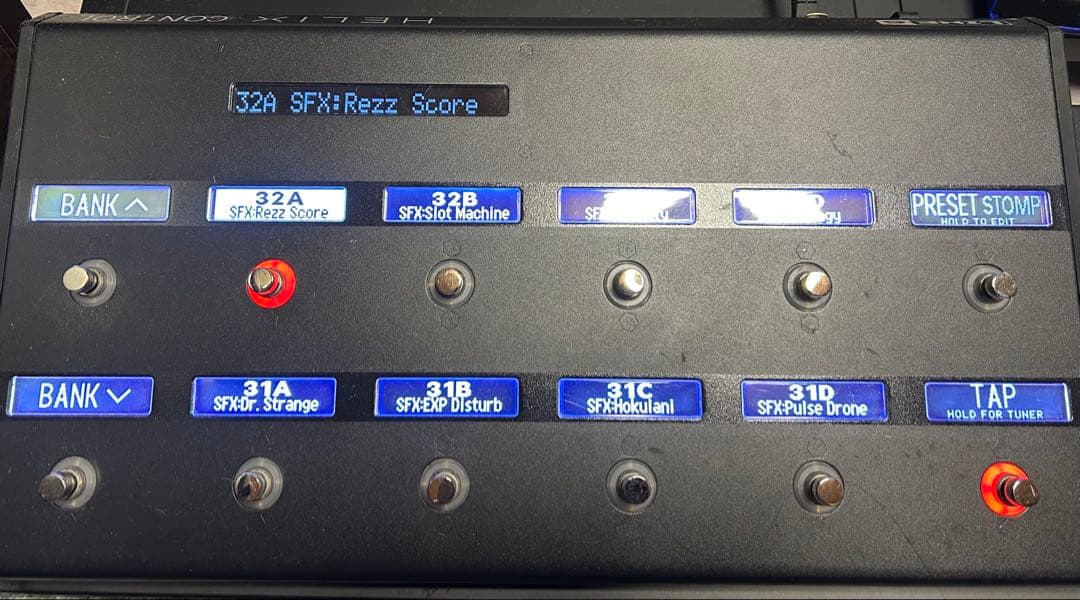 HELIX CONTROL
32A SFX:Rezz Score
BANK
32A
SFX:Rezz Score
32B
SFX:Slot Machine
PRESET STOMP
HOLD TO EDIT
BANK
31A
SFX:Dr. Strange
31B
SFX:EXP Disturb
31C
SFX:Hokulani
31D
SFX:Pulse Drone
TAP
HOLD FOR TUNER